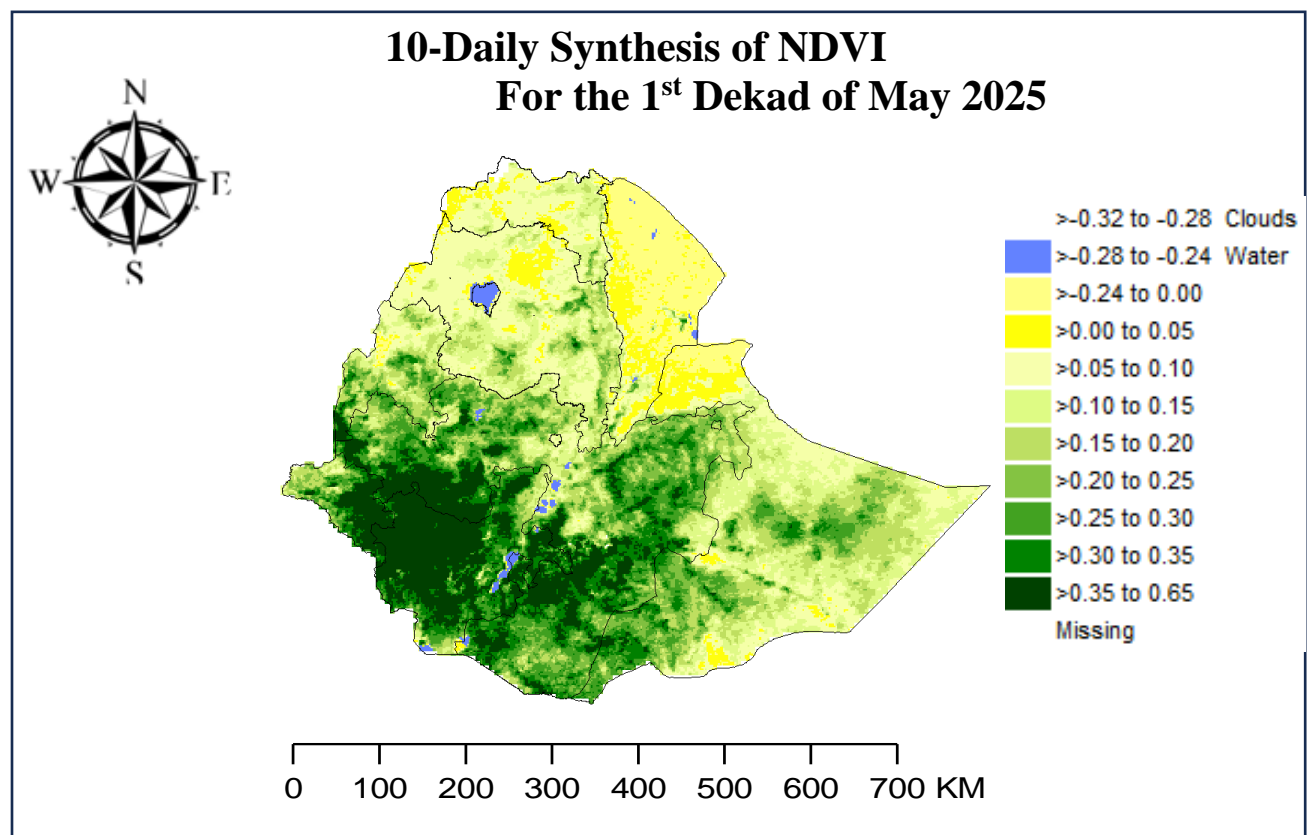 10-Daily Synthesis of NDVI
For the 1st Dekad of May 2025
N
W
E
S
>-0.32 to -0.28 Clouds
>-0.28 to -0.24 Water
>-0.24 to 0.00
>0.00 to 0.05
>0.05 to 0.10
>0.10 to 0.15
>0.15 to 0.20
>0.20 to 0.25
>0.25 to 0.30
>0.30 to 0.35
>0.35 to 0.65
Missing
0 100 200 300 400 500 600 700 KM